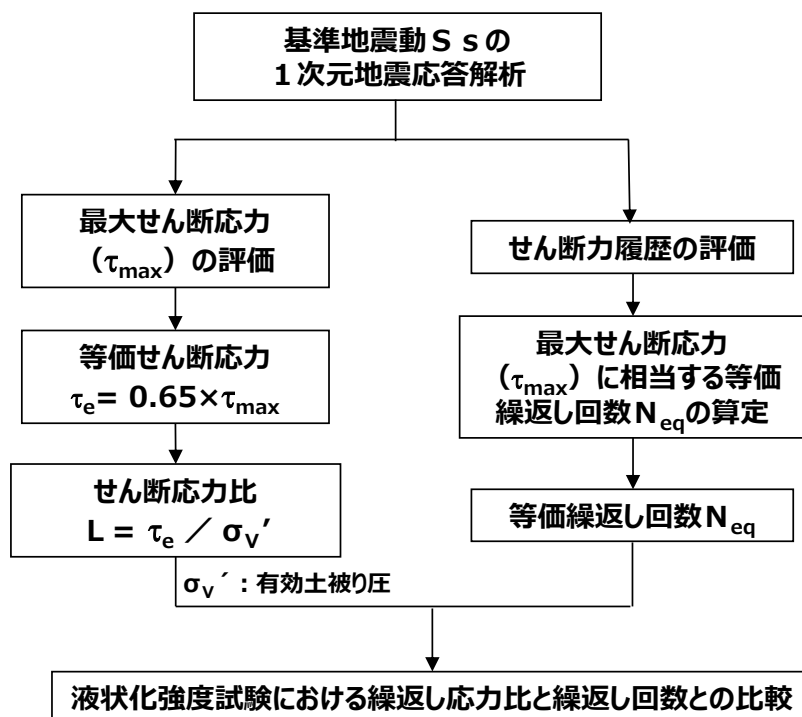 基準地震動Ｓｓの
１次元地震応答解析
最大せん断応力
（τmax）の評価
等価せん断応力
τe= 0.65×τmax
せん断応力比
L = τe ／ σV′
σV´：有効土被り圧
せん断力履歴の評価
最大せん断応力
（τmax）に相当する等価
繰返し回数Neqの算定
等価繰返し回数Neq
液状化強度試験における繰返し応力比と繰返し回数との比較